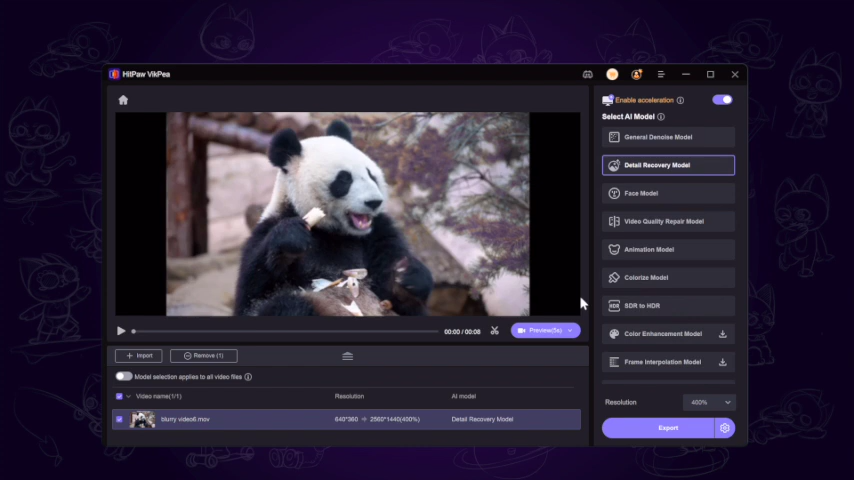 HitPaw VikPea
Enable acceleration
Select AI Model
General Denoise Model
Detail Recovery Model
Face Model
Video Quality Repair Model
Animation Model
Colorize Model
HDR SDR to HDR
Color Enhancement Model
Frame Interpolation Model
00:00 / 00:08
Preview(5s)
Import
Remove (1)
Model selection applies to all video files
Video name(1/1) Resolution AI model
blurry video6.mov 640*360 2560*1440(400%) Detail Recovery Model
Resolution 400%
Export